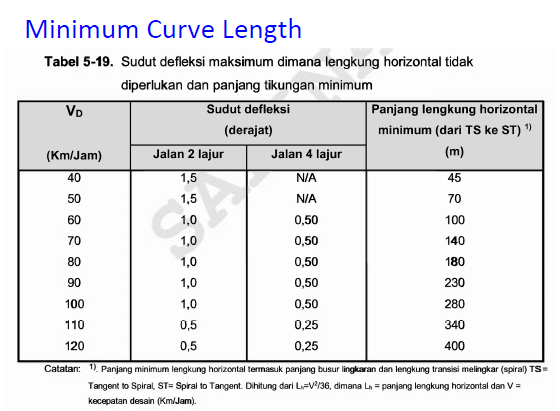 Minimum Curve Length
Tabel 5-19. Sudut defleksi maksimum dimana lengkung horizontal tidak
diperlukan dan panjang tikungan minimum
VD (Km/Jam) Sudut defleksi (derajat) Panjang lengkung horizontal minimum (dari TS ke ST) 1) (m)
Jalan 2 lajur Jalan 4 lajur
40 1,5 N/A 45
50 1,5 N/A 70
60 1,0 0,50 100
70 1,0 0,50 140
80 1,0 0,50 180
90 1,0 0,50 230
100 1,0 0,50 280
110 0,5 0,25 340
120 0,5 0,25 400
Catatan: 1). Panjang minimum lengkung horizontal termasuk panjang busur lingkaran dan lengkung transisi melingkar (spiral) TS =
Tangent to Spiral, ST= Spiral to Tangent. Dihitung dari Lh=V²/36, dimana Lh = panjang lengkung horizontal dan V =
kecepatan desain (Km/Jam).